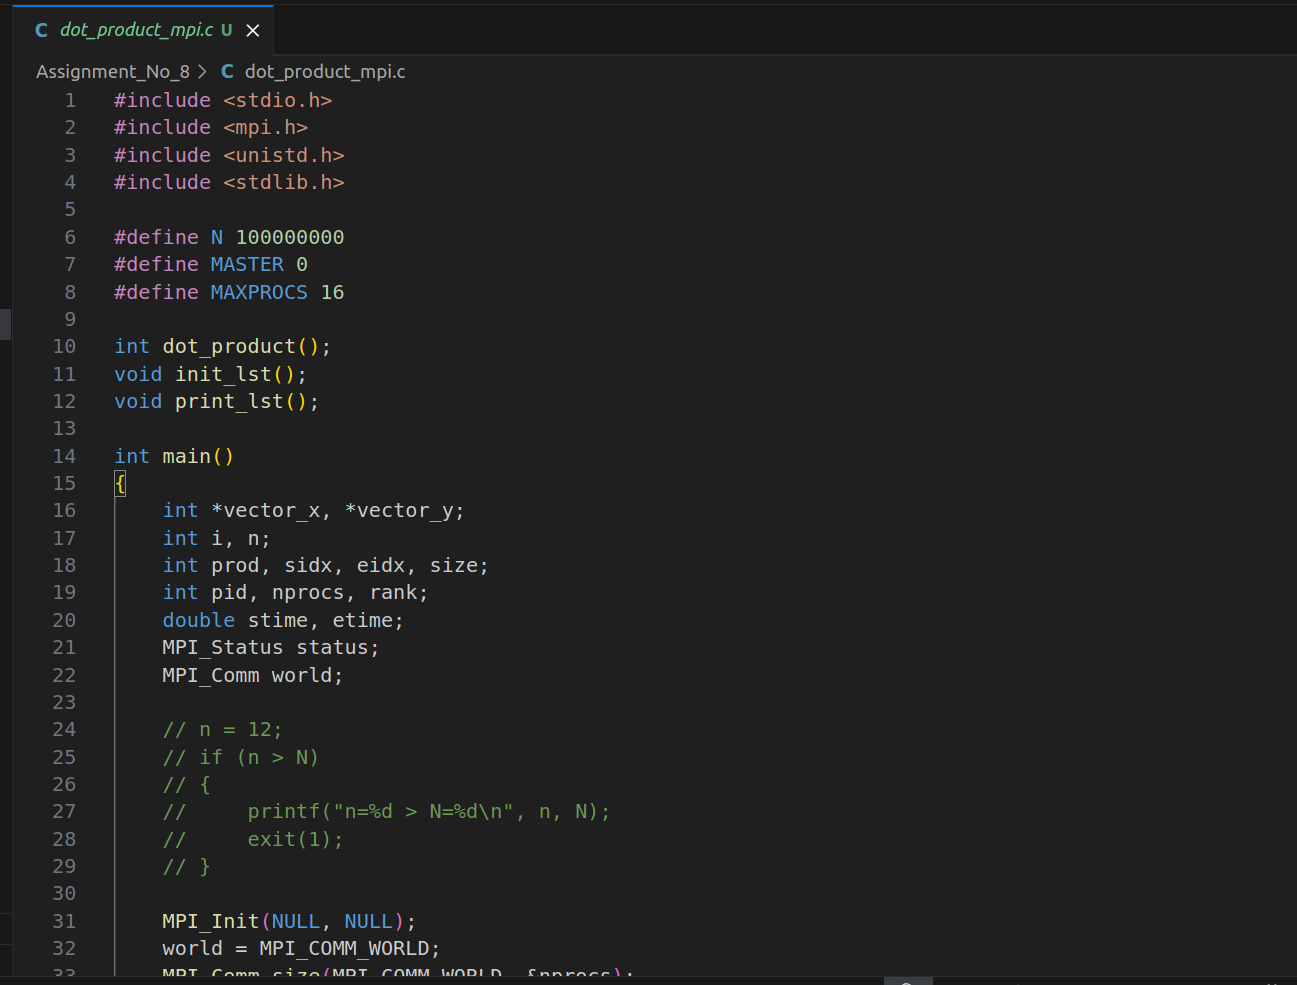 C dot_product_mpi.c U ×
Assignment_No_8 > C dot_product_mpi.c
1 #include <stdio.h>
2 #include <mpi.h>
3 #include <unistd.h>
4 #include <stdlib.h>
5
6 #define N 100000000
7 #define MASTER 0
8 #define MAXPROCS 16
9
10 int dot_product();
11 void init_lst();
12 void print_lst();
13
14 int main()
15 {
16     int *vector_x, *vector_y;
17     int i, n;
18     int prod, sidx, eidx, size;
19     int pid, nprocs, rank;
20     double stime, etime;
21     MPI_Status status;
22     MPI_Comm world;
23
24     // n = 12;
25     // if (n > N)
26     // {
27     //     printf("n=%d > N=%d\n", n, N);
28     //     exit(1);
29     // }
30
31     MPI_Init(NULL, NULL);
32     world = MPI_COMM_WORLD;
33     MPI_Comm_size(MPI_COMM_WORLD, &nprocs);